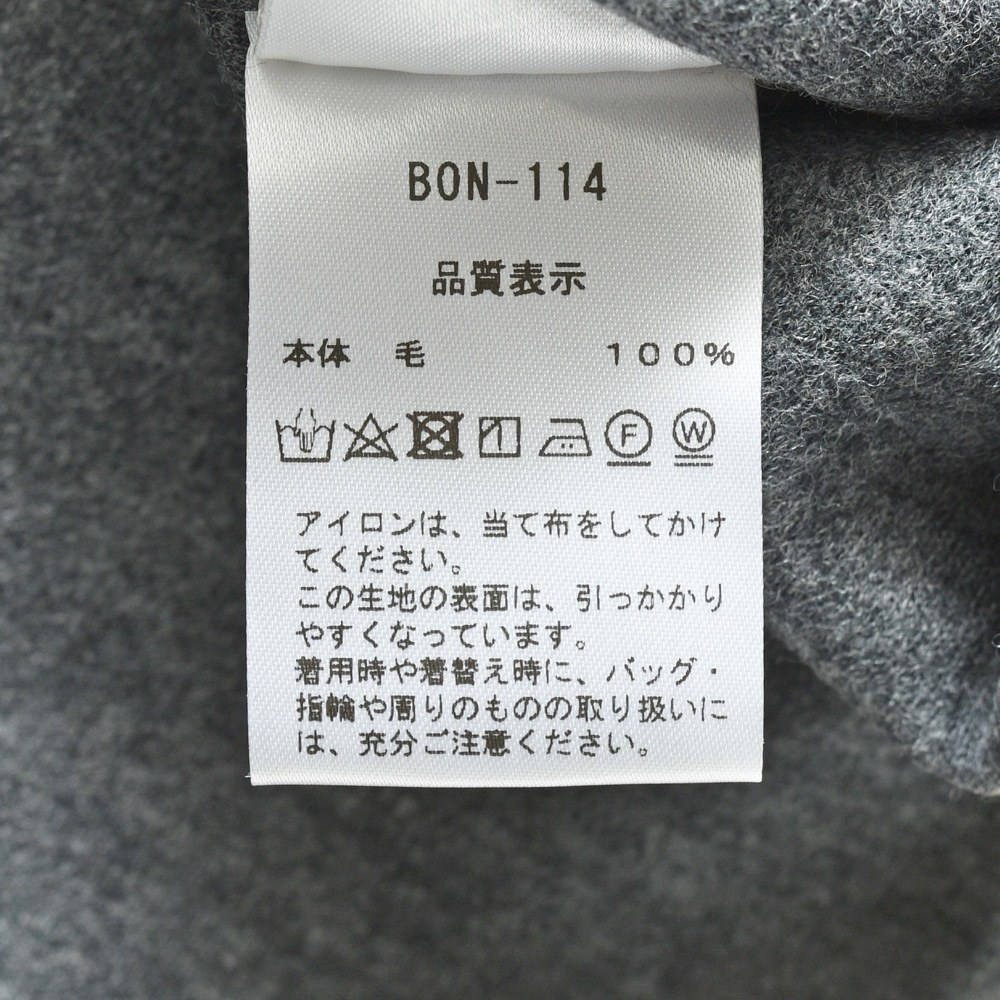 BON-114
品質表示
本体 毛 100%
F W
アイロンは、当て布をしてかけ
てください。
この生地の表面は、引っかかり
やすくなっています。
着用時や着替え時に、バッグ・
指輪や周りのものの取り扱いに
は、充分ご注意ください。